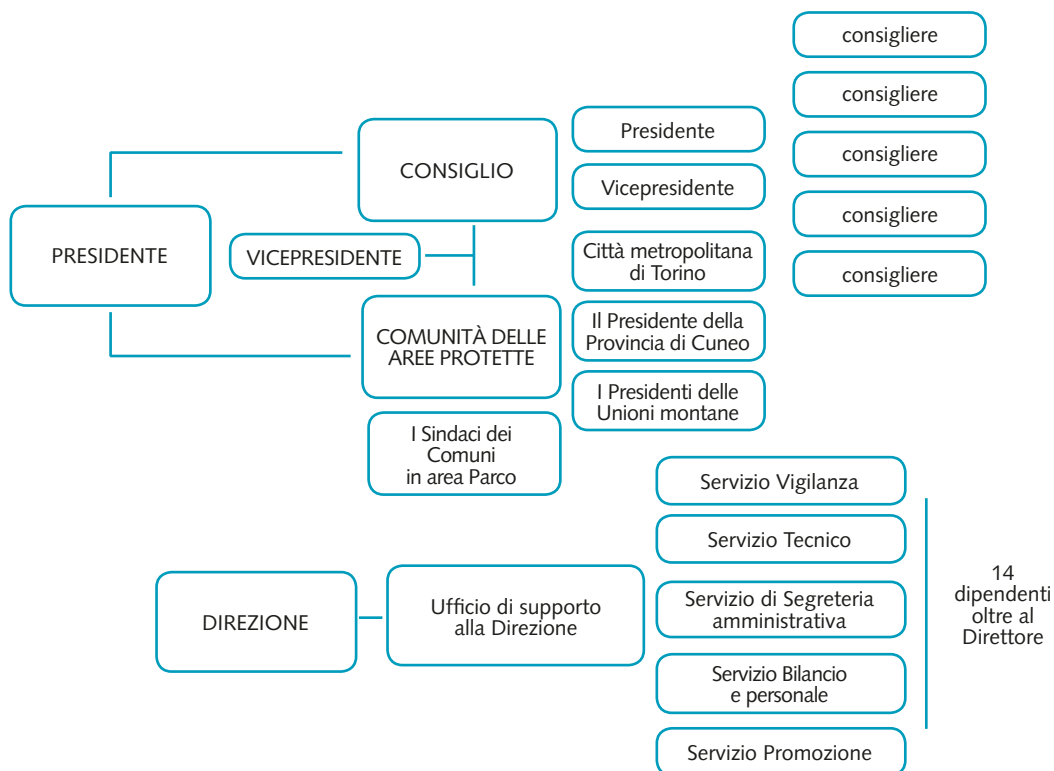 consigliere
consigliere
consigliere
consigliere
consigliere
Presidente
Vicepresidente
CONSIGLIO
PRESIDENTE
VICEPRESIDENTE
Città metropolitana
di Torino
Il Presidente della
Provincia di Cuneo
I Presidenti delle
Unioni montane
COMUNITÀ DELLE
AREE PROTETTE
I Sindaci dei
Comuni
in area Parco
DIREZIONE
Ufficio di supporto
alla Direzione
Servizio Vigilanza
Servizio Tecnico
Servizio di Segreteria
amministrativa
Servizio Bilancio
e personale
Servizio Promozione
14
dipendenti
oltre al
Direttore